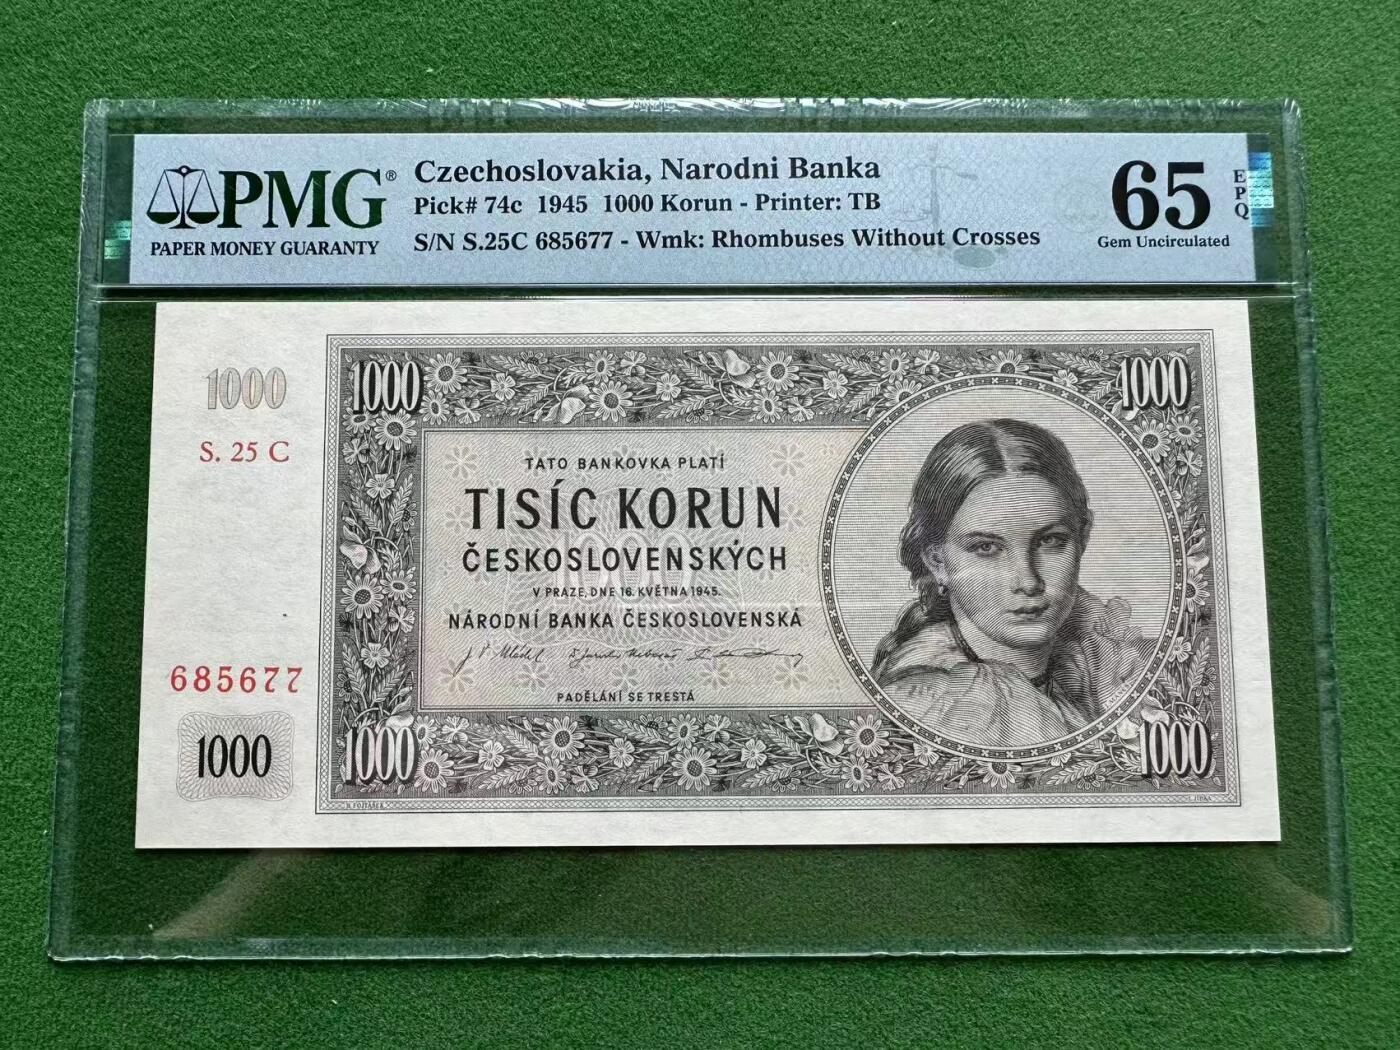 PMG®
PAPER MONEY GUARANTY
Czechoslovakia, Narodni Banka
Pick# 74c 1945 1000 Korun - Printer: TB
S/N S.25C 685677 - Wmk: Rhombuses Without Crosses
65
EPQ
Gem Uncirculated
1000
S. 25 C
685677
1000
1000
1000
TATO BANKOVKA PLATÍ
TISÍC KORUN
ČESKOSLOVENSKÝCH
1000
V PRAZE, DNE 16. KVĚTNA 1945.
NÁRODNÍ BANKA ČESKOSLOVENSKÁ
PADĚLÁNÍ SE TRESTÁ
1000
1000